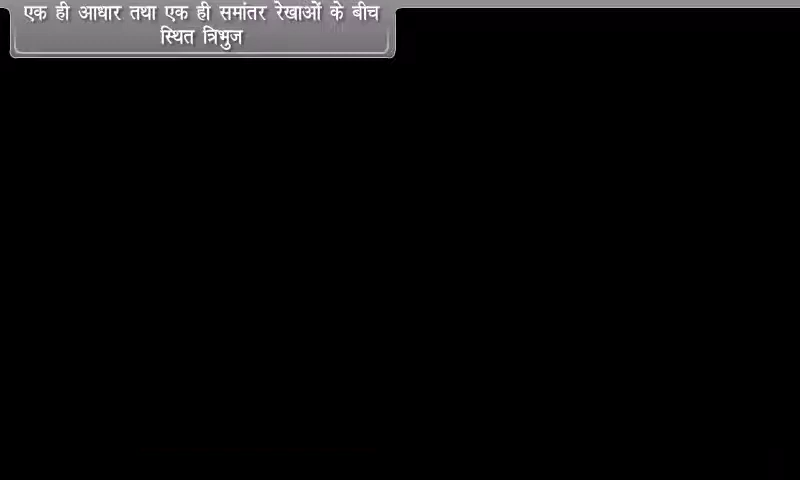 एक ही आधार तथा एक ही समांतर रेखाओं के बीच
स्थित त्रिभुज